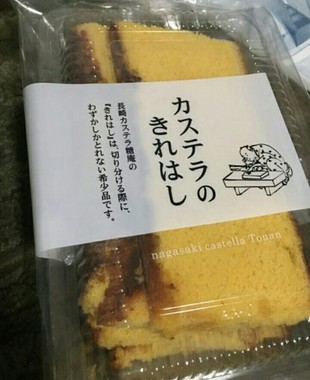 カステラの
きれはし
長崎カステラ糖庵の
『きれはし』は、切り分ける際に、
わずかしかとれない希少品です。
nagasaki castella Touan